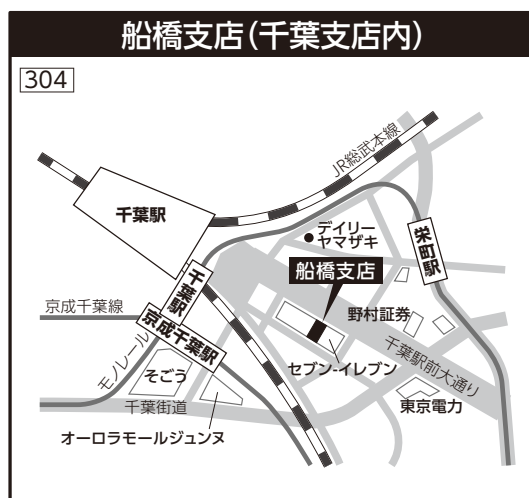 船橋支店(千葉支店内)
304
JR総武本線
千葉駅
デイリー
ヤマザキ
栄町駅
船橋支店
千葉駅
京成千葉線
野村証券
京成千葉駅
モノレール
セブン-イレブン
千葉駅前大通り
そごう
千葉街道
東京電力
オーロラモールジュンヌ